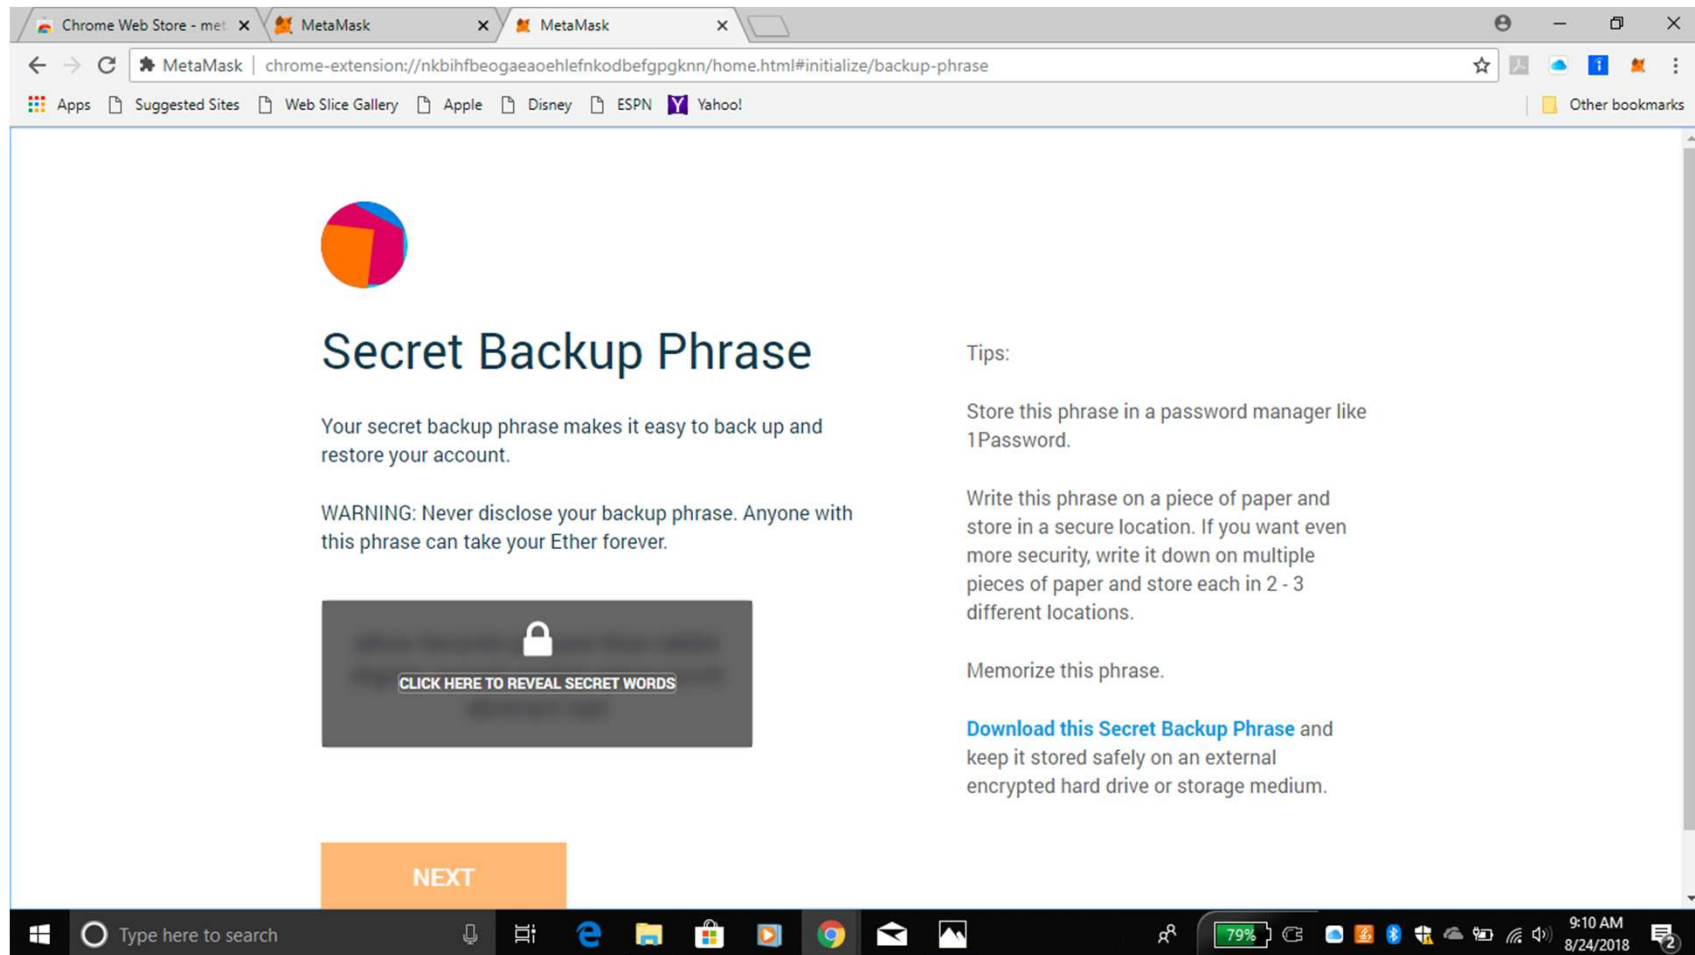 Chrome Web Store - met
MetaMask
MetaMask
MetaMask | chrome-extension://nkbihfbeogaeaoehlefnkodbefgpgknn/home.html#initialize/backup-phrase
Apps Suggested Sites Web Slice Gallery Apple Disney ESPN Yahoo! Other bookmarks
Secret Backup Phrase
Your secret backup phrase makes it easy to back up and
restore your account.
WARNING: Never disclose your backup phrase. Anyone with
this phrase can take your Ether forever.
CLICK HERE TO REVEAL SECRET WORDS
NEXT
Tips:
Store this phrase in a password manager like
1Password.
Write this phrase on a piece of paper and
store in a secure location. If you want even
more security, write it down on multiple
pieces of paper and store each in 2 - 3
different locations.
Memorize this phrase.
Download this Secret Backup Phrase and
keep it stored safely on an external
encrypted hard drive or storage medium.
Type here to search
79%
9:10 AM
8/24/2018
2